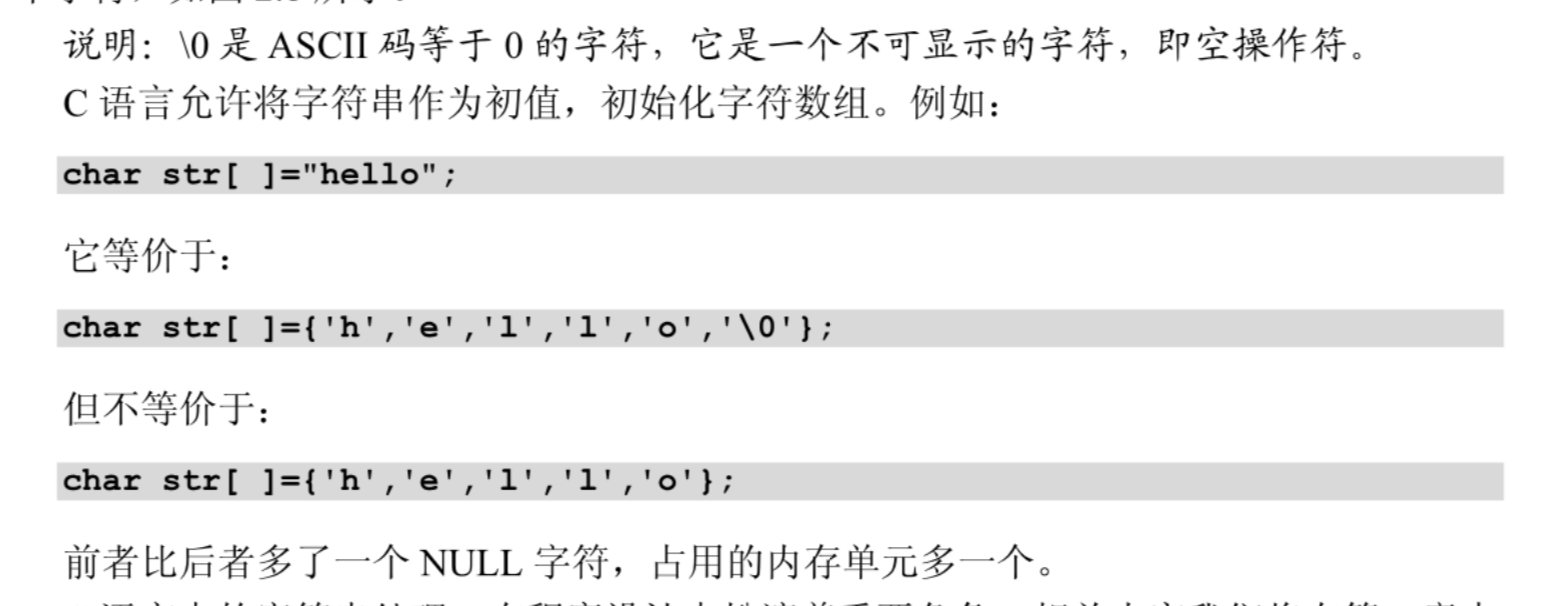 说明：\0 是 ASCII 码等于 0 的字符，它是一个不可显示的字符，即空操作符。
C 语言允许将字符串作为初值，初始化字符数组。例如：
char str[ ]="hello";
它等价于：
char str[ ]={'h','e','l','l','o','\0'};
但不等价于：
char str[ ]={'h','e','l','l','o'};
前者比后者多了一个 NULL 字符，占用的内存单元多一个。